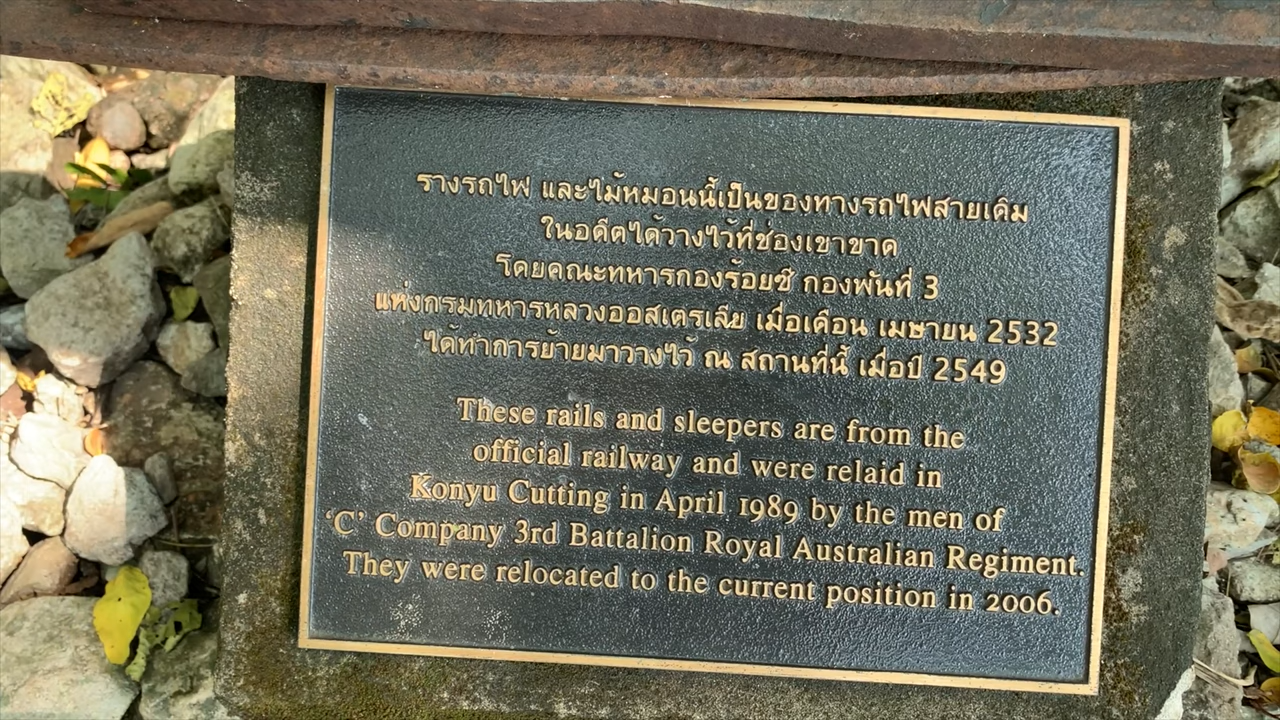 รางรถไฟ และไม้หมอนนี้เป็นของทางรถไฟสายเดิม
ในอดีตได้วางไว้ที่ช่องเขาขาด
โดยคณะทหารกองร้อยซี กองพันที่ 3
แห่งกรมทหารหลวงออสเตรเลีย เมื่อเดือน เมษายน 2532
ได้ทำการย้ายมาวางไว้ ณ สถานที่นี้ เมื่อปี 2549
These rails and sleepers are from the
official railway and were relaid in
Konyu Cutting in April 1989 by the men of
‘C’ Company 3rd Battalion Royal Australian Regiment.
They were relocated to the current position in 2006.